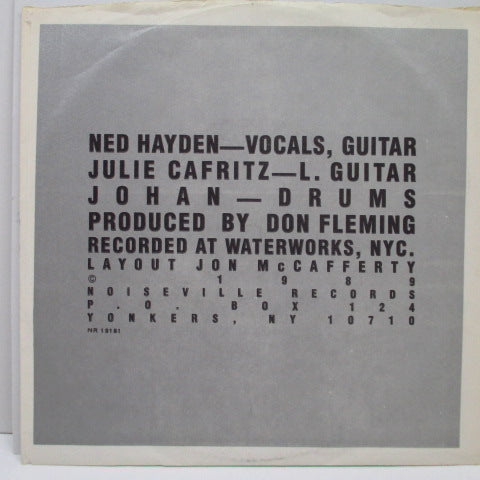 NED HAYDEN—VOCALS, GUITAR
JULIE CAFRITZ—L. GUITAR
JOHAN — DRUMS
PRODUCED BY DON FLEMING
RECORDED AT WATERWORKS, NYC.
LAYOUT JON McCAFFERTY
© 1989
NOISEVILLE RECORDS
P.O. BOX 124
YONKERS, NY 10710
NR 19181